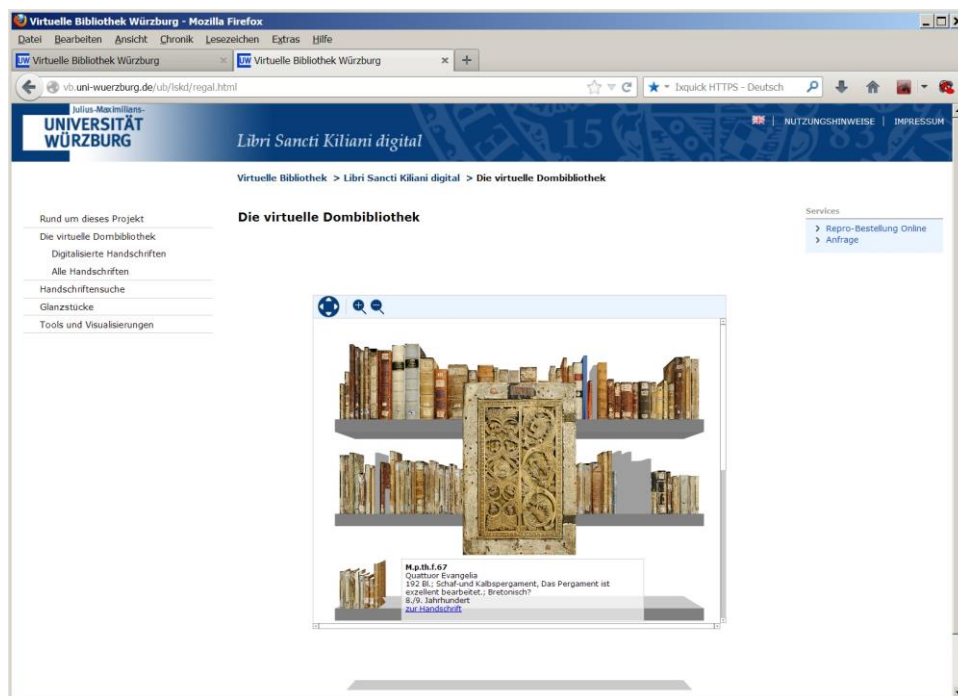 Virtuelle Bibliothek Würzburg - Mozilla Firefox
Datei Bearbeiten Ansicht Chronik Lesezeichen Extras Hilfe
UW Virtuelle Bibliothek Würzburg × UW Virtuelle Bibliothek Würzburg × +
vb.uni-wuerzburg.de/ub/lskd/regal.html
Ixquick HTTPS - Deutsch
Julius-Maximilians-
UNIVERSITÄT
WÜRZBURG
Libri Sancti Kiliani digital
15
83
| NUTZUNGSHINWEISE | IMPRESSUM
Virtuelle Bibliothek > Libri Sancti Kiliani digital > Die virtuelle Dombibliothek
Rund um dieses Projekt
Die virtuelle Dombibliothek
Digitalisierte Handschriften
Alle Handschriften
Handschriftensuche
Glanzstücke
Tools und Visualisierungen
Die virtuelle Dombibliothek
Services
> Repro-Bestellung Online
> Anfrage
M.p.th.f.67
Quattuor Evangelia
192 Bl.; Schaf-und Kalbspergament, Das Pergament ist
exzellent bearbeitet.; Bretonisch?
8./9. Jahrhundert
zur Handschrift